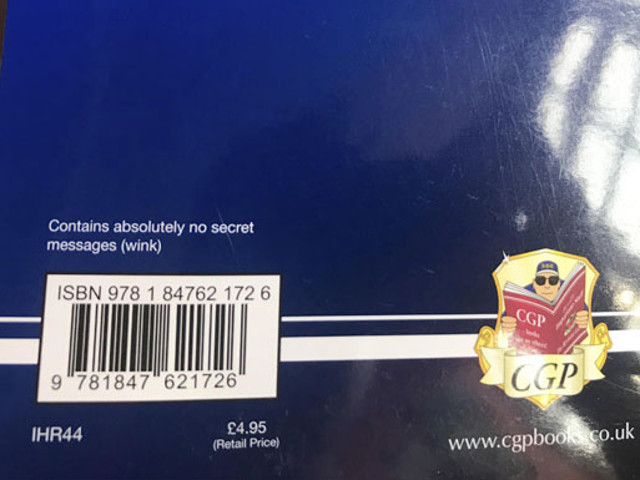 Contains absolutely no secret
messages (wink)
ISBN 978 1 84762 172 6
9 781847 621726
IHR44
£4.95
(Retail Price)
CGP
CGP
www.cgpbooks.co.uk